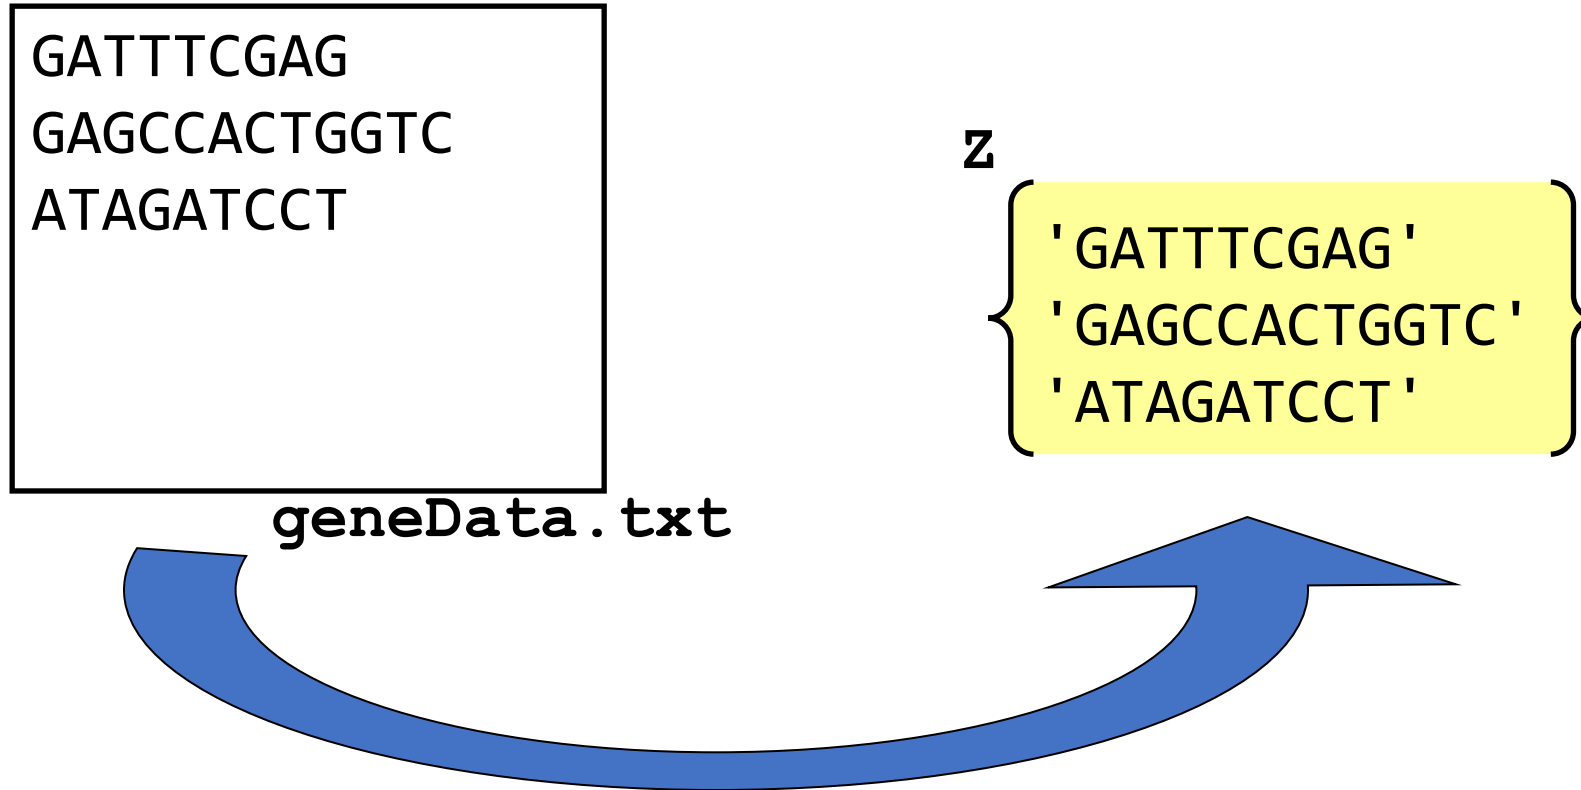 GATTTCGAG
GAGCCACTGGTC
ATAGATCCT
geneData.txt
Z
'GATTTCGAG'
'GAGCCACTGGTC'
'ATAGATCCT'